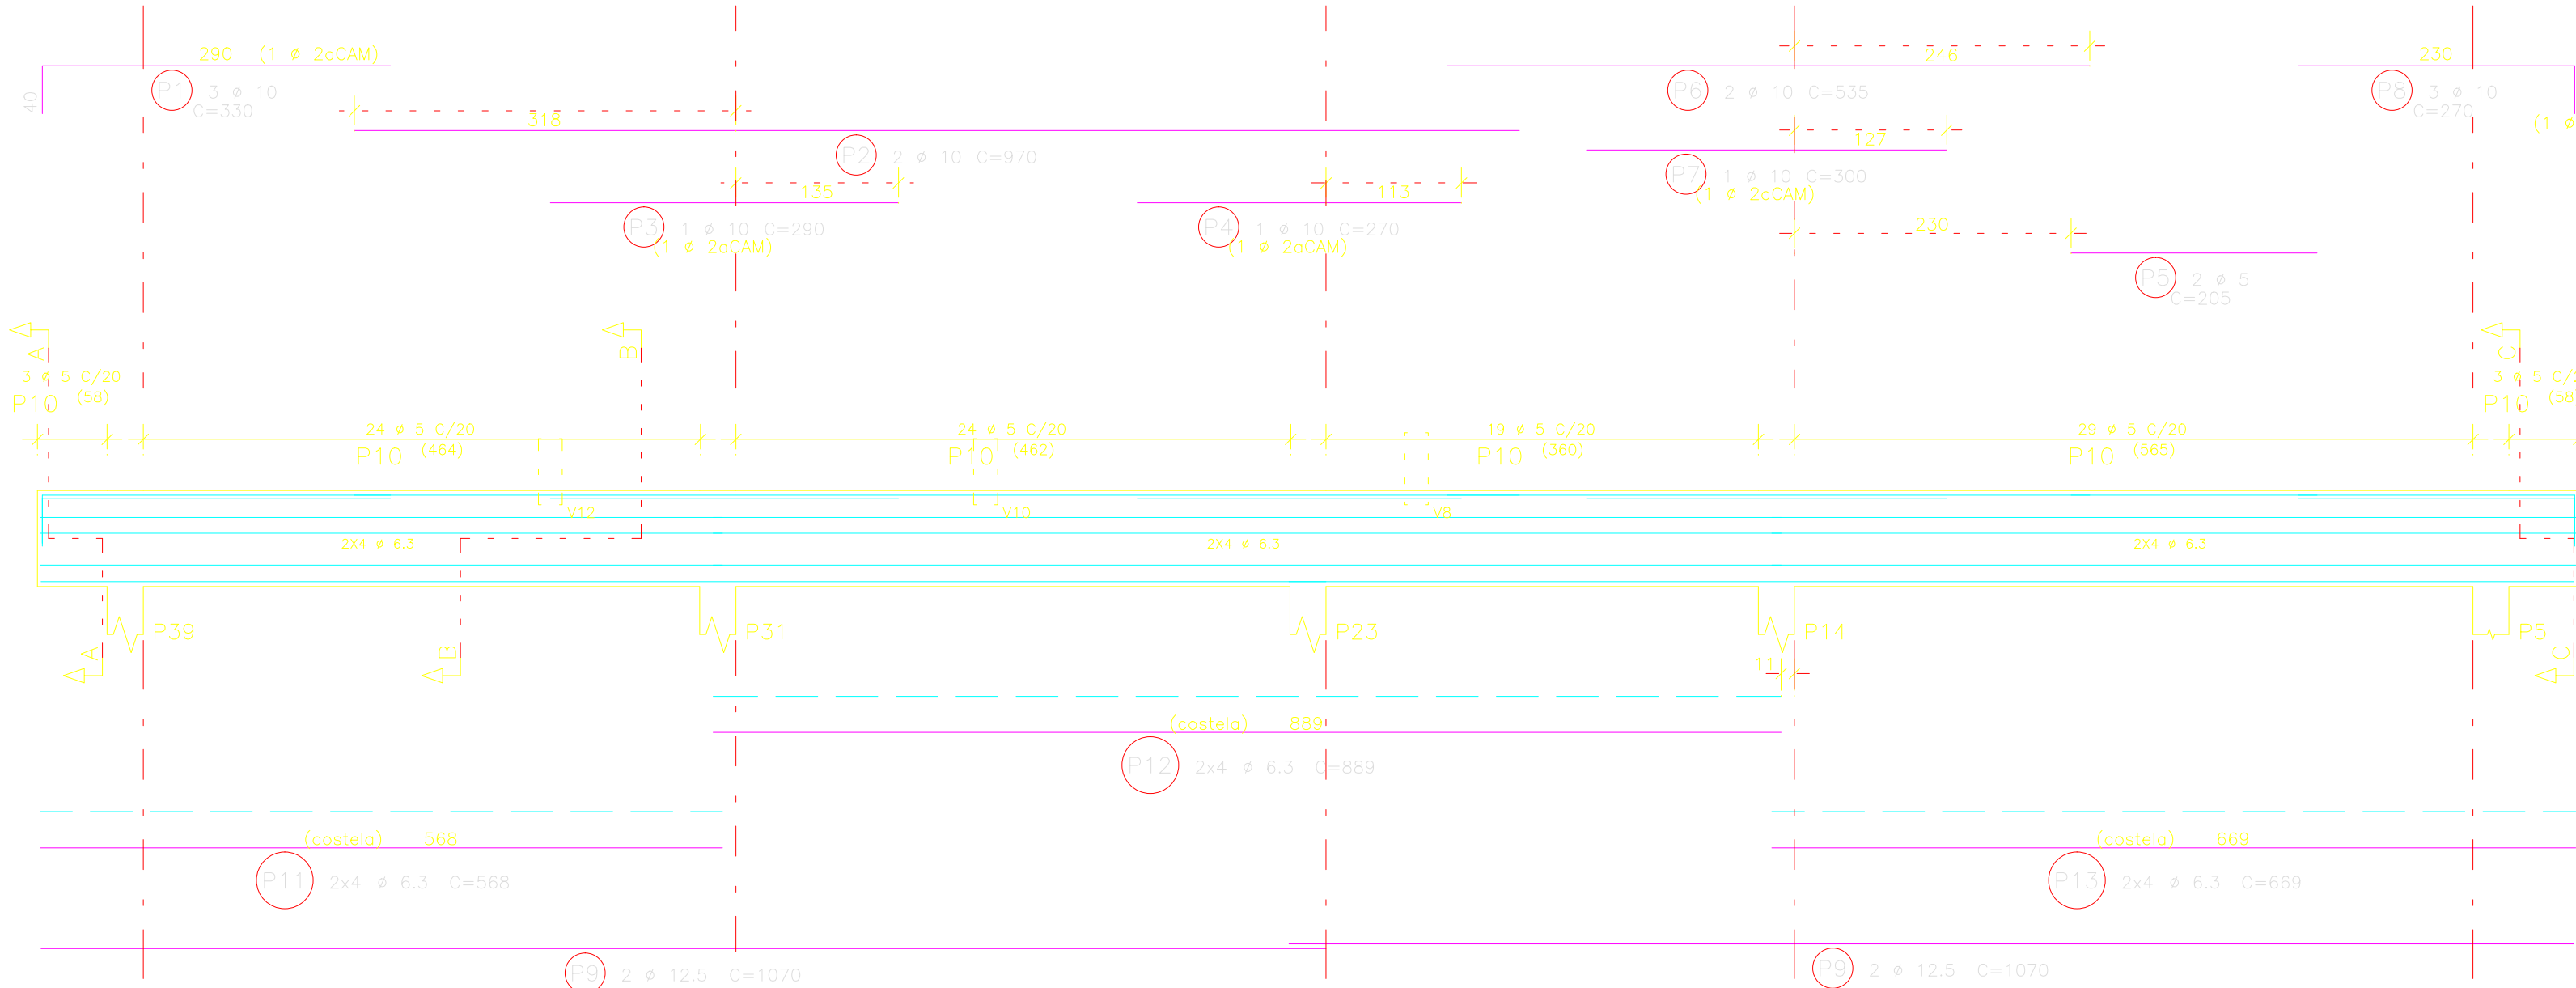 290 (1 ø 2aCAM)
40
P1 3 ø 10
C=330
318
P2 2 ø 10 C=970
135
P3 1 ø 10 C=290
(1 ø 2aCAM)
113
P4 1 ø 10 C=270
(1 ø 2aCAM)
246
P6 2 ø 10 C=535
127
P7 1 ø 10 C=300
(1 ø 2aCAM)
230
P8 3 ø 10
C=270
(1 ø
230
P5 2 ø 5
C=205
A
B
C
3 ø 5 C/20
P10 (58)
3 ø 5 C/2
P10 (58
24 ø 5 C/20
P10 (464)
24 ø 5 C/20
P10 (462)
19 ø 5 C/20
P10 (360)
29 ø 5 C/20
P10 (565)
V12
V10
V8
2X4 ø 6.3
2X4 ø 6.3
2X4 ø 6.3
P39
P31
P23
P14
P5
A
B
C
11
(costela) 889
P12 2x4 ø 6.3 C=889
(costela) 568
P11 2x4 ø 6.3 C=568
(costela) 669
P13 2x4 ø 6.3 C=669
P9 2 ø 12.5 C=1070
P9 2 ø 12.5 C=1070